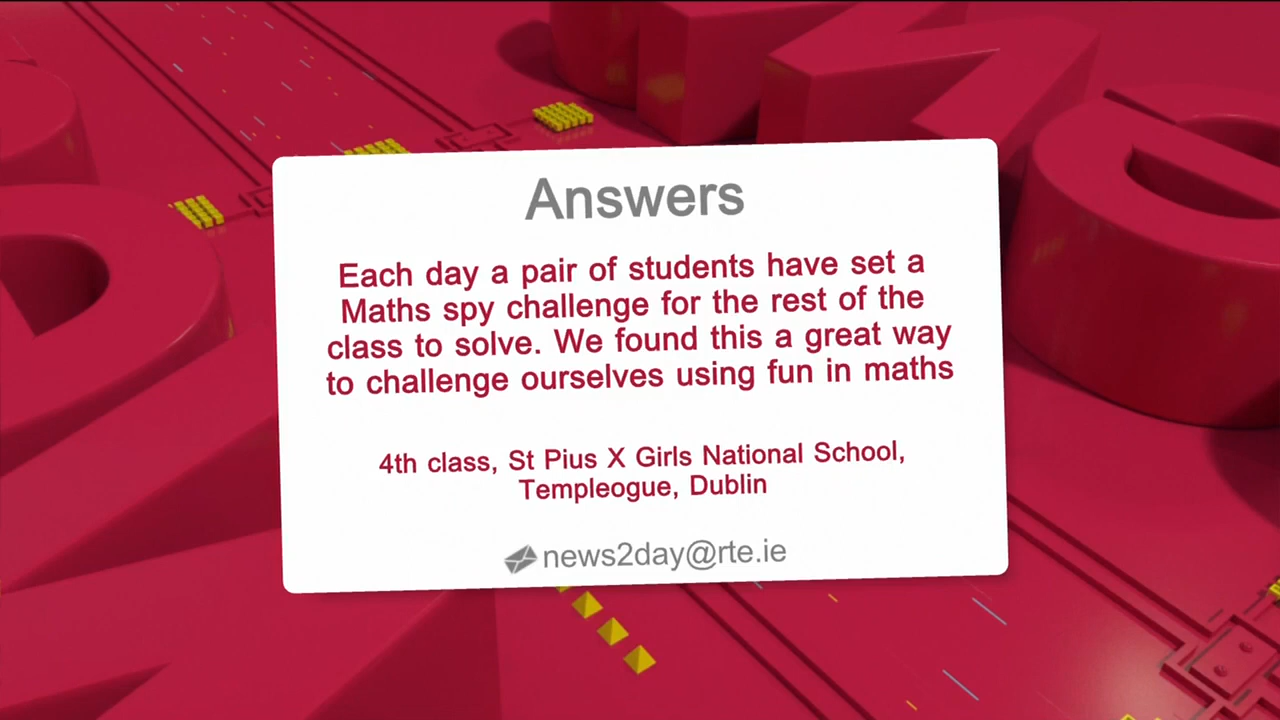 Answers
Each day a pair of students have set a
Maths spy challenge for the rest of the
class to solve. We found this a great way
to challenge ourselves using fun in maths
4th class, St Pius X Girls National School,
Templeogue, Dublin
news2day@rte.ie